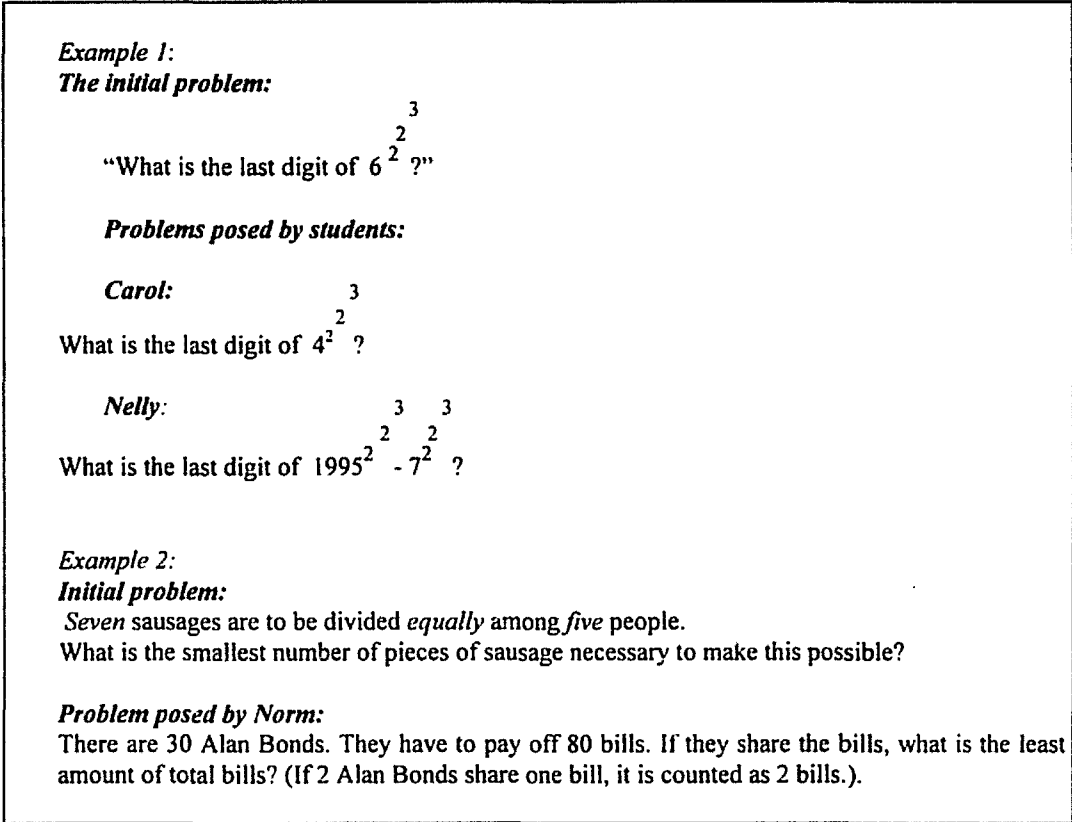 Example 1:
The initial problem:
“What is the last digit of 6^2^2^3 ?”
Problems posed by students:
Carol:
What is the last digit of 4^2^2^3 ?
Nelly:
What is the last digit of 1995^2^2^3 - 7^2^2^3 ?
Example 2:
Initial problem:
Seven sausages are to be divided equally among five people.
What is the smallest number of pieces of sausage necessary to make this possible?
Problem posed by Norm:
There are 30 Alan Bonds. They have to pay off 80 bills. If they share the bills, what is the least
amount of total bills? (If 2 Alan Bonds share one bill, it is counted as 2 bills.).